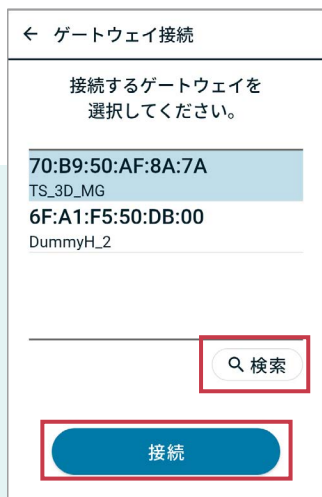 ← ゲートウェイ接続
接続するゲートウェイを
選択してください。
70:B9:50:AF:8A:7A
TS_3D_MG
6F:A1:F5:50:DB:00
DummyH_2
検索
接続